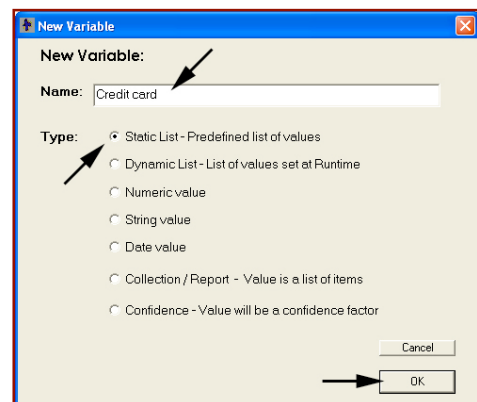 New Variable
New Variable:
Name: Credit card
Type: Static List - Predefined list of values
Dynamic List - List of values set at Runtime
Numeric value
String value
Date value
Collection / Report - Value is a list of items
Confidence - Value will be a confidence factor
Cancel
OK